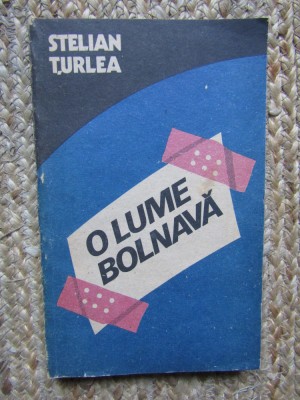 STELIAN
ȚURLEA
O LUME
BOLNAVĂ